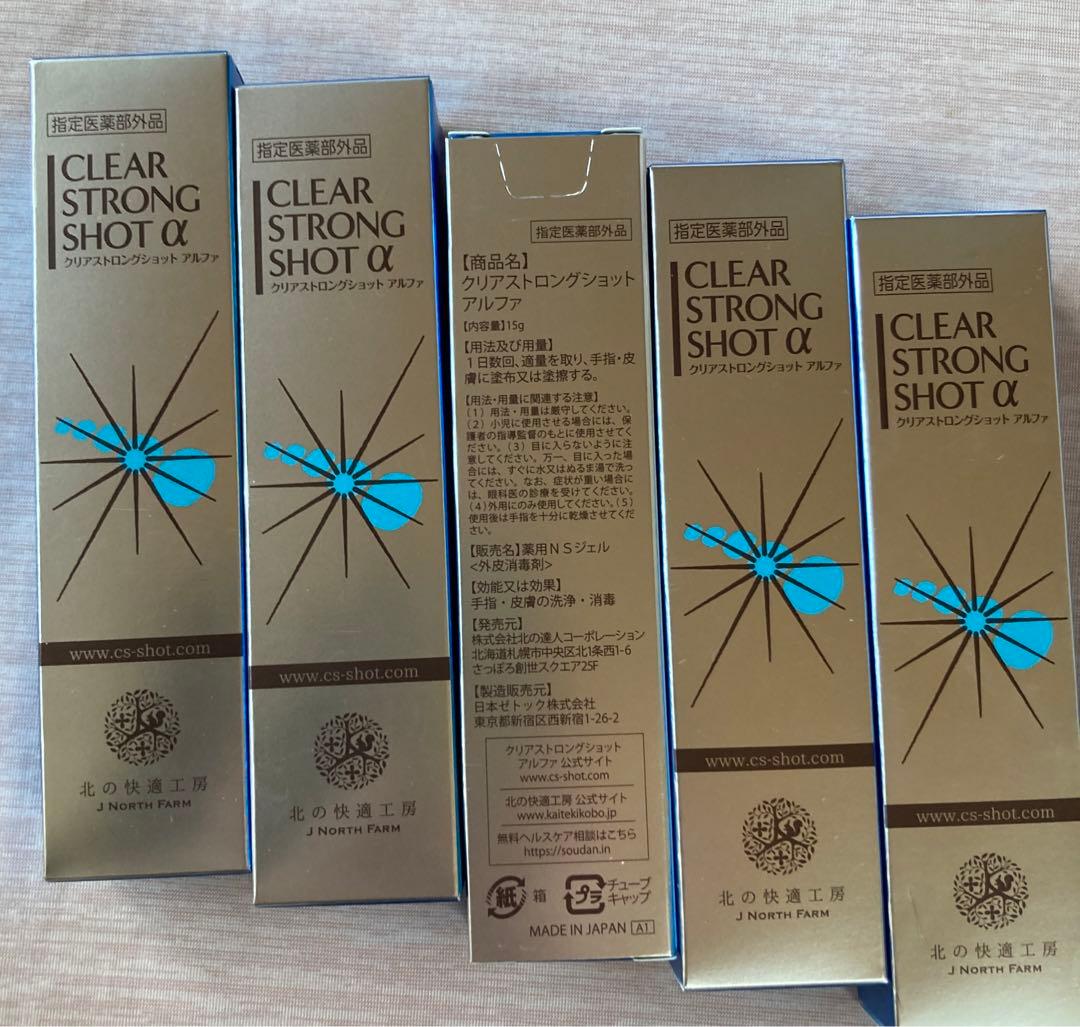 指定医薬部外品
CLEAR
STRONG
SHOT α
クリアストロングショット アルファ
www.cs-shot.com
北の快適工房
J NORTH FARM
指定医薬部外品
CLEAR
STRONG
SHOT α
クリアストロングショット アルファ
www.cs-shot.com
北の快適工房
J NORTH FARM
指定医薬部外品
【商品名】
クリアストロングショット
アルファ
【内容量】15g
【用法及び用量】
1日数回、適量を取り、手指・皮
膚に塗布又は塗擦する。
【用法・用量に関連する注意】
(1)用法・用量は厳守してください。
(2)小児に使用させる場合には、保
護者の指導監督のもとに使用させてく
ださい。(3)目に入らないように注
意してください。万一、目に入った場
合には、すぐに水又はぬるま湯で洗っ
てください。なお、症状が重い場合に
は、眼科医の診療を受けてください。
(4)外用にのみ使用してください。(5)
使用後は手指を十分に乾燥させてくだ
さい。
【販売名】薬用NSジェル
<外皮消毒剤>
【効能又は効果】
手指・皮膚の洗浄・消毒
【発売元】
株式会社北の達人コーポレーション
北海道札幌市中央区北1条西1-6
さっぽろ創世スクエア25F
【製造販売元】
日本ゼトック株式会社
東京都新宿区西新宿1-26-2
クリアストロングショット
アルファ 公式サイト
www.cs-shot.com
北の快適工房 公式サイト
www.kaitekikobo.jp
無料ヘルスケア相談はこちら
https://soudan.in
紙 箱
プラ チューブ
キャップ
MADE IN JAPAN A1
指定医薬部外品
CLEAR
STRONG
SHOT α
クリアストロングショット アルファ
www.cs-shot.com
北の快適工房
J NORTH FARM
指定医薬部外品
CLEAR
STRONG
SHOT α
クリアストロングショット アルファ
www.cs-shot.com
北の快適工房
J NORTH FARM